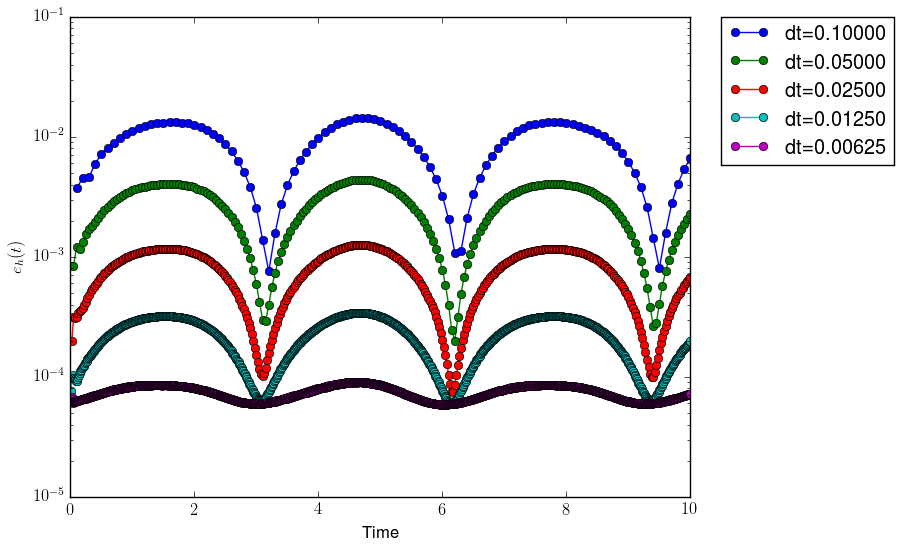 10⁻¹
10⁻²
10⁻³
10⁻⁴
10⁻⁵
e_h(t)
0 2 4 6 8 10
Time
dt=0.10000
dt=0.05000
dt=0.02500
dt=0.01250
dt=0.00625